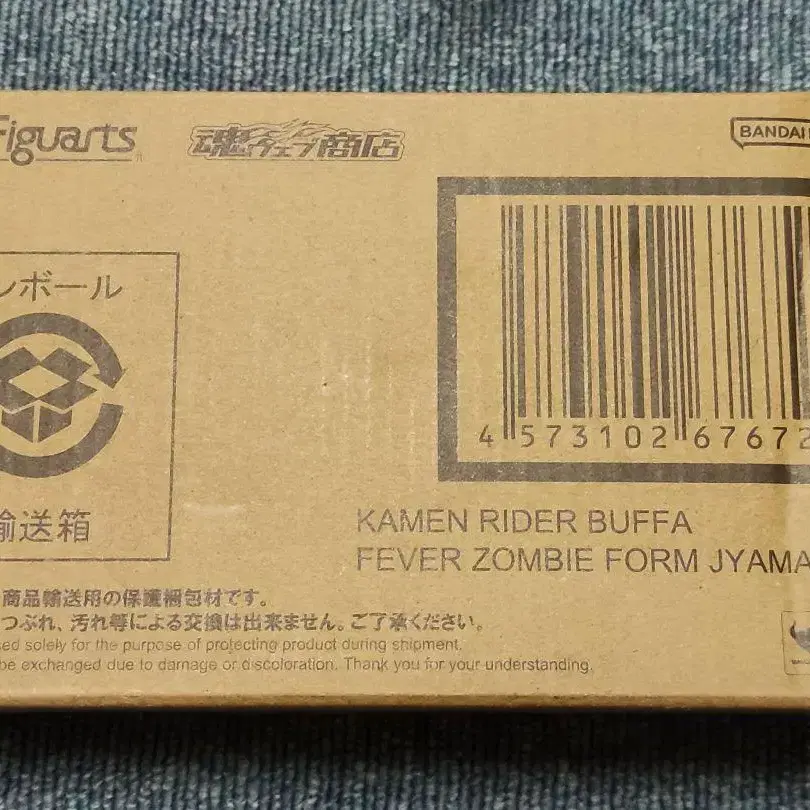 Figuarts
魂ウェブ商店
BANDAI
ンボール
輸送箱
4 573102 67672
KAMEN RIDER BUFFA
FEVER ZOMBIE FORM JYAMA
商品輸送用の保護梱包材です。
つぶれ、汚れ等による交換は出来ません。ご了承ください。
sed solely for the purpose of protecting product during shipment.
be exchanged due to damage or discoloration. Thank you for your understanding.